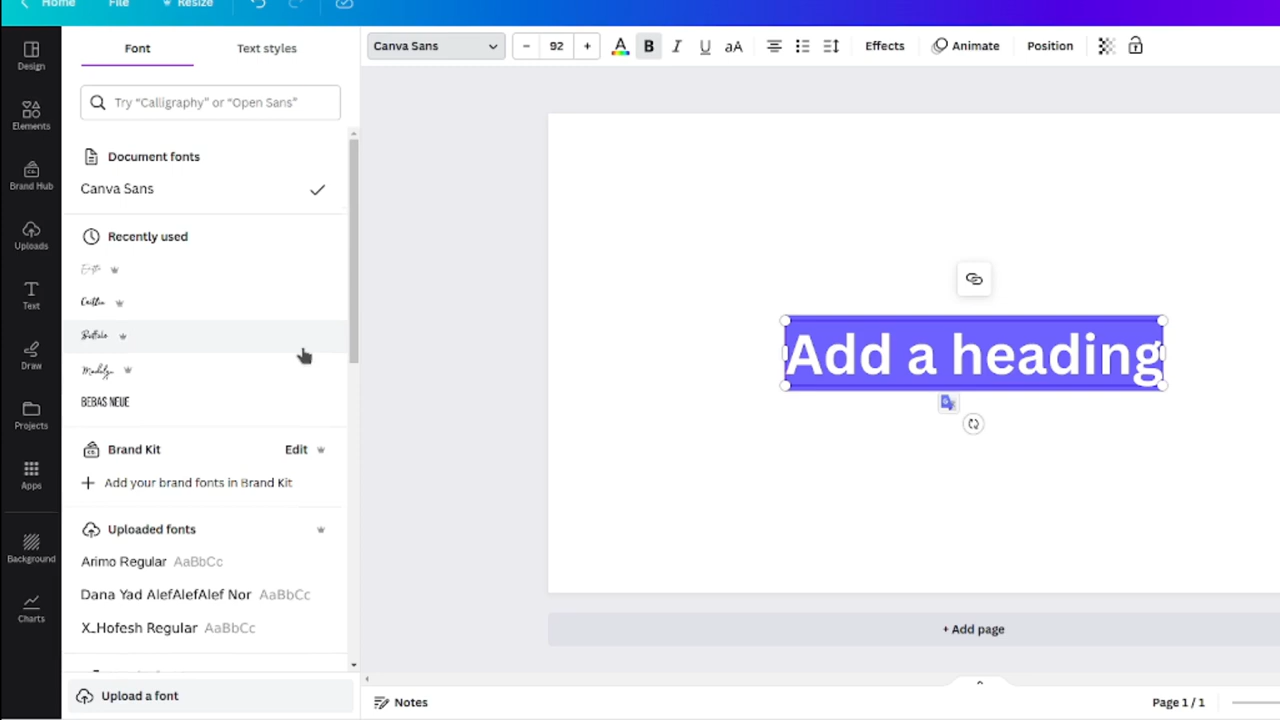 Home File Resize
Font Text styles
Canva Sans 92 B I U aA Effects Animate Position
Try “Calligraphy” or “Open Sans”
Design
Elements
Brand Hub
Uploads
Text
Draw
Projects
Apps
Background
Charts
Document fonts
Canva Sans
Recently used
Caitlin
BEBAS NEUE
Brand Kit Edit
Add your brand fonts in Brand Kit
Uploaded fonts
Arimo Regular AaBbCc
Dana Yad AlefAlefAlef Nor AaBbCc
X_Hofesh Regular AaBbCc
Upload a font
Add a heading
+ Add page
Notes
Page 1 / 1